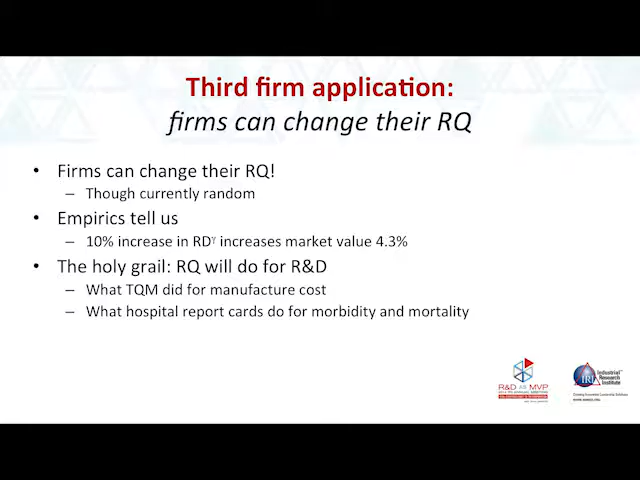 Third firm application:
firms can change their RQ
• Firms can change their RQ!
– Though currently random
• Empirics tell us
– 10% increase in RDᵞ increases market value 4.3%
• The holy grail: RQ will do for R&D
– What TQM did for manufacture cost
– What hospital report cards do for morbidity and mortality
R&D AS MVP
IRI
Industrial
Research
Institute